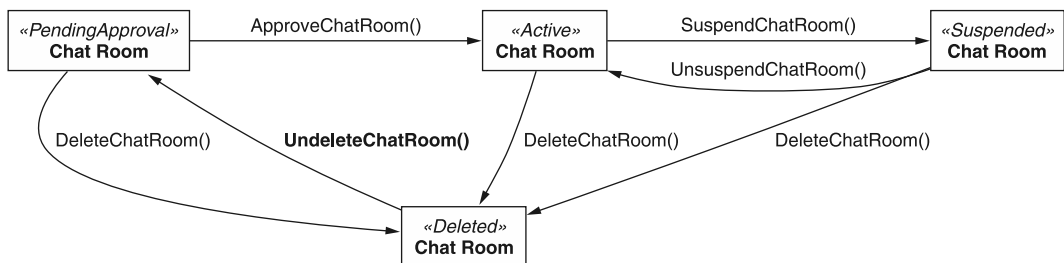 «PendingApproval»
Chat Room
ApproveChatRoom()
«Active»
Chat Room
SuspendChatRoom()
«Suspended»
Chat Room
UnsuspendChatRoom()
DeleteChatRoom()
UndeleteChatRoom()
DeleteChatRoom()
DeleteChatRoom()
«Deleted»
Chat Room